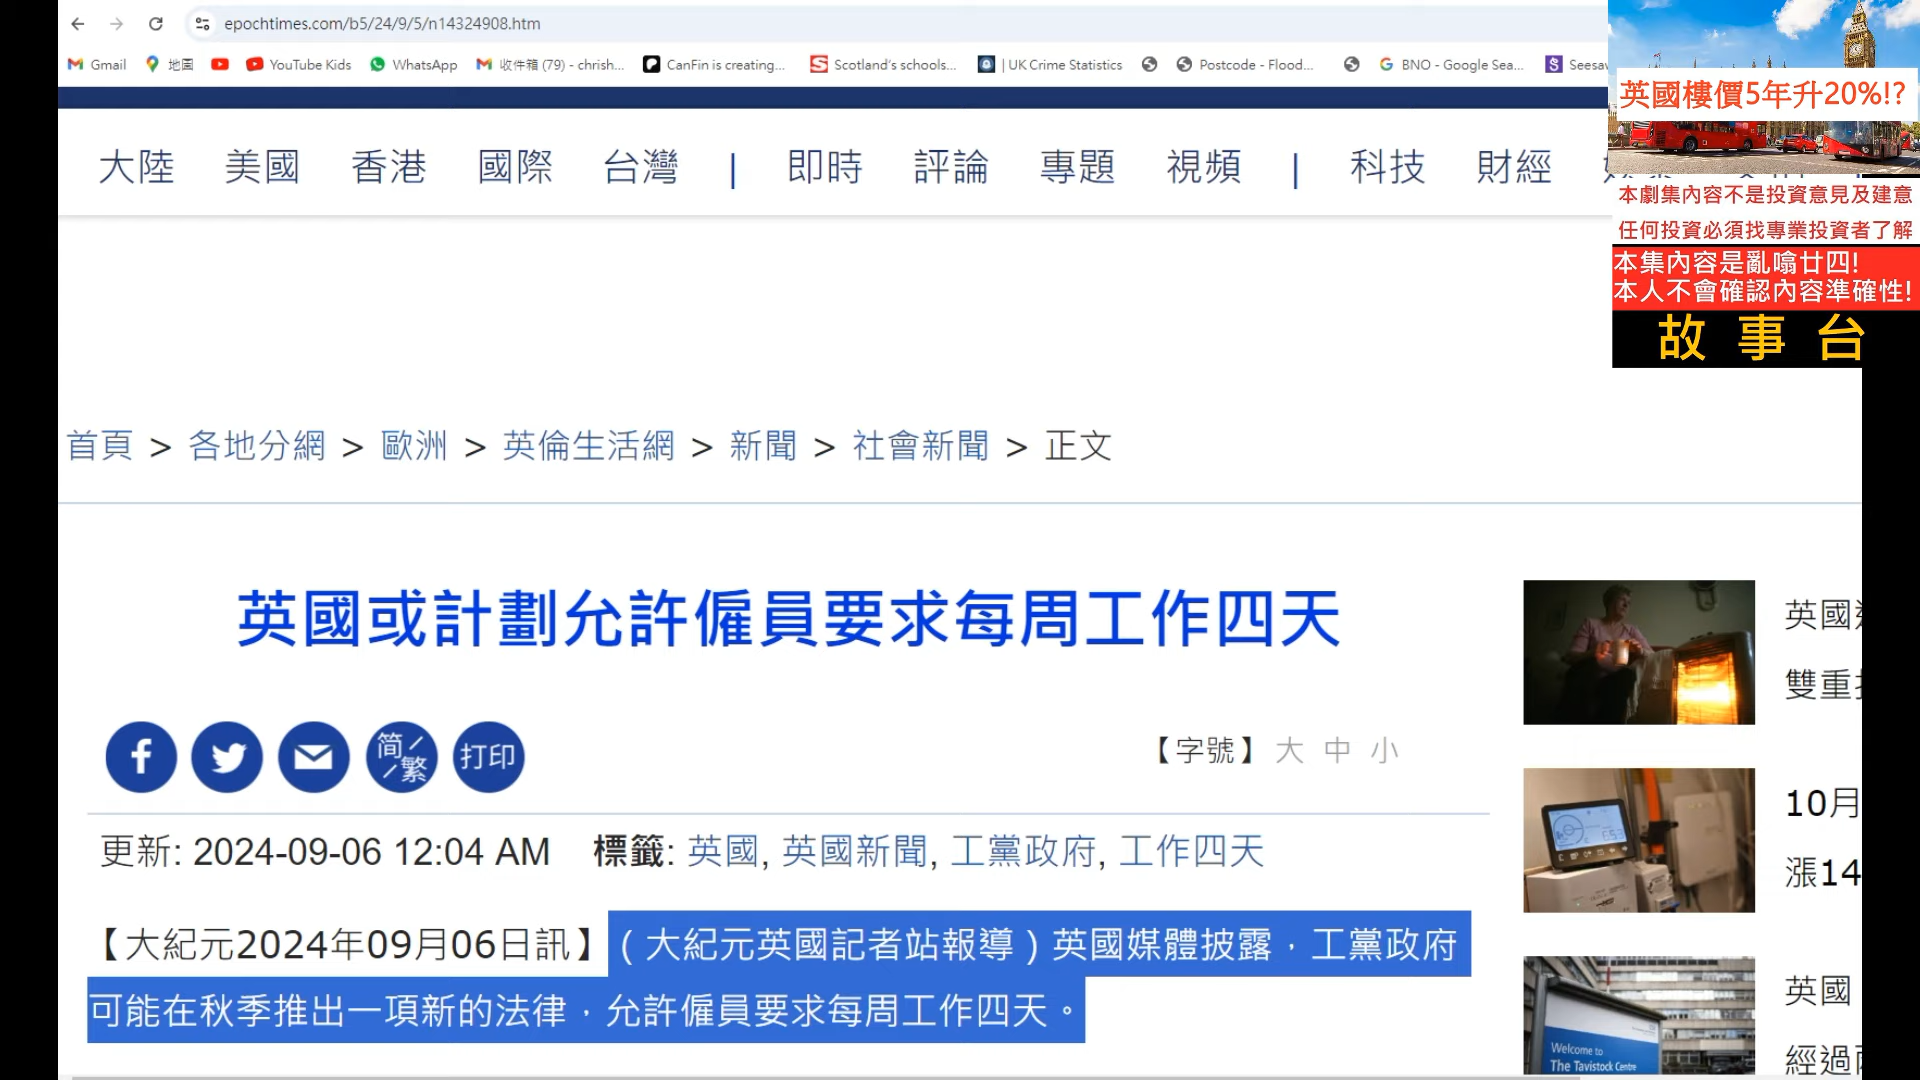 epochtimes.com/b5/24/9/5/n14324908.htm
Gmail 地圖 YouTube Kids WhatsApp 收件箱 (79) - chrish... CanFin is creating... Scotland's schools... | UK Crime Statistics Postcode - Flood... BNO - Google Sea... Seesaw
英國樓價5年升20%!?
大陸 美國 香港 國際 台灣 | 即時 評論 專題 視頻 | 科技 財經
本劇集內容不是投資意見及建意
任何投資必須找專業投資者了解
本集內容是亂噏廿四!
本人不會確認內容準確性!
故事台
首頁 > 各地分網 > 歐洲 > 英倫生活網 > 新聞 > 社會新聞 > 正文
英國或計劃允許僱員要求每周工作四天
英國
雙重
简/繁 打印
【字號】 大 中 小
10月
漲14
更新: 2024-09-06 12:04 AM 標籤: 英國, 英國新聞, 工黨政府, 工作四天
【大紀元2024年09月06日訊】(大紀元英國記者站報導)英國媒體披露，工黨政府
可能在秋季推出一項新的法律，允許僱員要求每周工作四天。
英國
經過
Welcome to
The Tavistock Centre